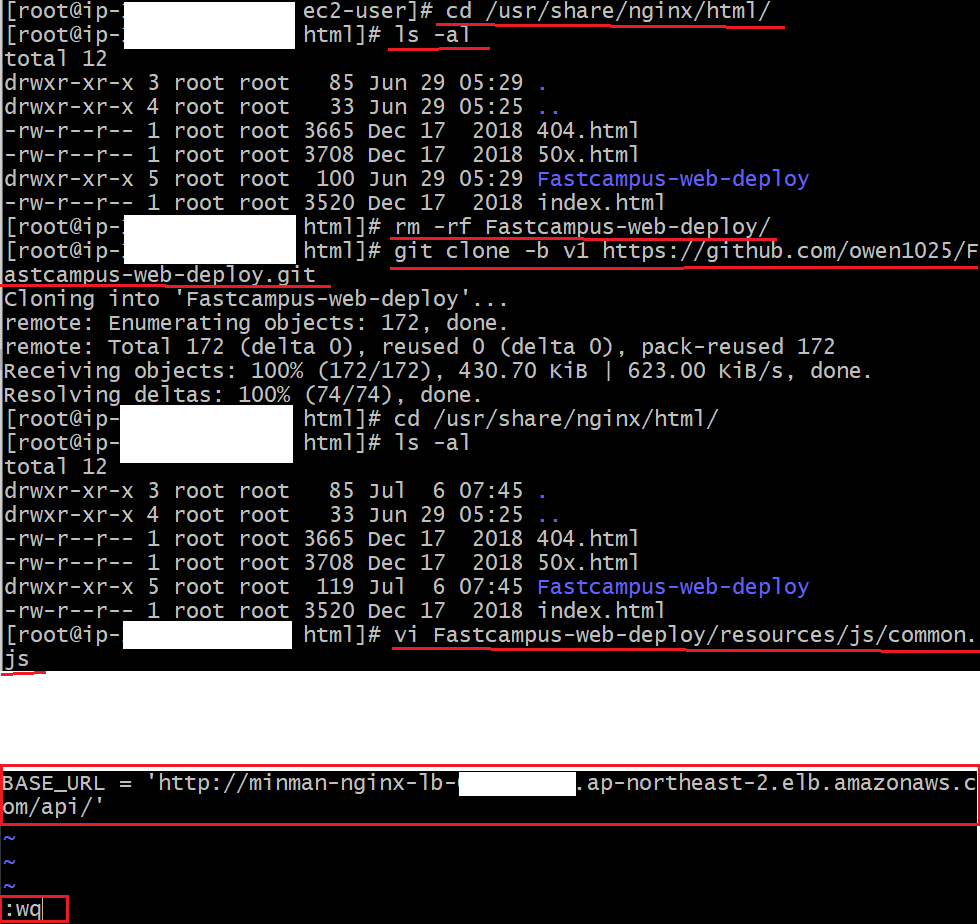 [root@ip- ec2-user]# cd /usr/share/nginx/html/
[root@ip- html]# ls -al
total 12
drwxr-xr-x 3 root root   85 Jun 29 05:29 .
drwxr-xr-x 4 root root   33 Jun 29 05:25 ..
-rw-r--r-- 1 root root 3665 Dec 17  2018 404.html
-rw-r--r-- 1 root root 3708 Dec 17  2018 50x.html
drwxr-xr-x 5 root root  100 Jun 29 05:29 Fastcampus-web-deploy
-rw-r--r-- 1 root root 3520 Dec 17  2018 index.html
[root@ip- html]# rm -rf Fastcampus-web-deploy/
[root@ip- html]# git clone -b v1 https://github.com/owen1025/F
astcampus-web-deploy.git
Cloning into 'Fastcampus-web-deploy'...
remote: Enumerating objects: 172, done.
remote: Total 172 (delta 0), reused 0 (delta 0), pack-reused 172
Receiving objects: 100% (172/172), 430.70 KiB | 623.00 KiB/s, done.
Resolving deltas: 100% (74/74), done.
[root@ip- html]# cd /usr/share/nginx/html/
[root@ip- html]# ls -al
total 12
drwxr-xr-x 3 root root   85 Jul  6 07:45 .
drwxr-xr-x 4 root root   33 Jun 29 05:25 ..
-rw-r--r-- 1 root root 3665 Dec 17  2018 404.html
-rw-r--r-- 1 root root 3708 Dec 17  2018 50x.html
drwxr-xr-x 5 root root  119 Jul  6 07:45 Fastcampus-web-deploy
-rw-r--r-- 1 root root 3520 Dec 17  2018 index.html
[root@ip- html]# vi Fastcampus-web-deploy/resources/js/common.
js
BASE_URL = 'http://minman-nginx-lb- .ap-northeast-2.elb.amazonaws.c
om/api/'
~
~
~
:wq